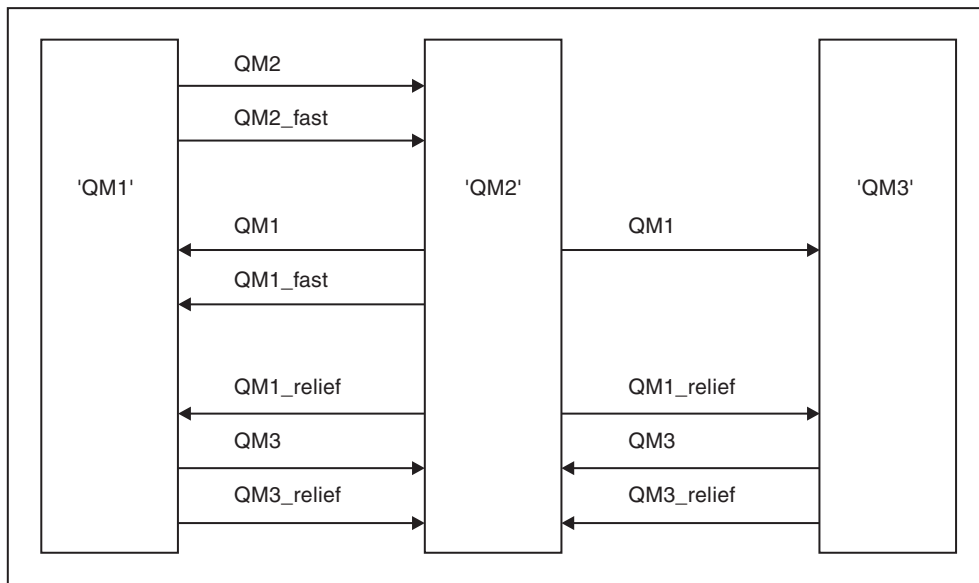 QM2
QM2_fast
'QM1' 'QM2' 'QM3'
QM1 QM1
QM1_fast
QM1_relief QM1_relief
QM3 QM3
QM3_relief QM3_relief